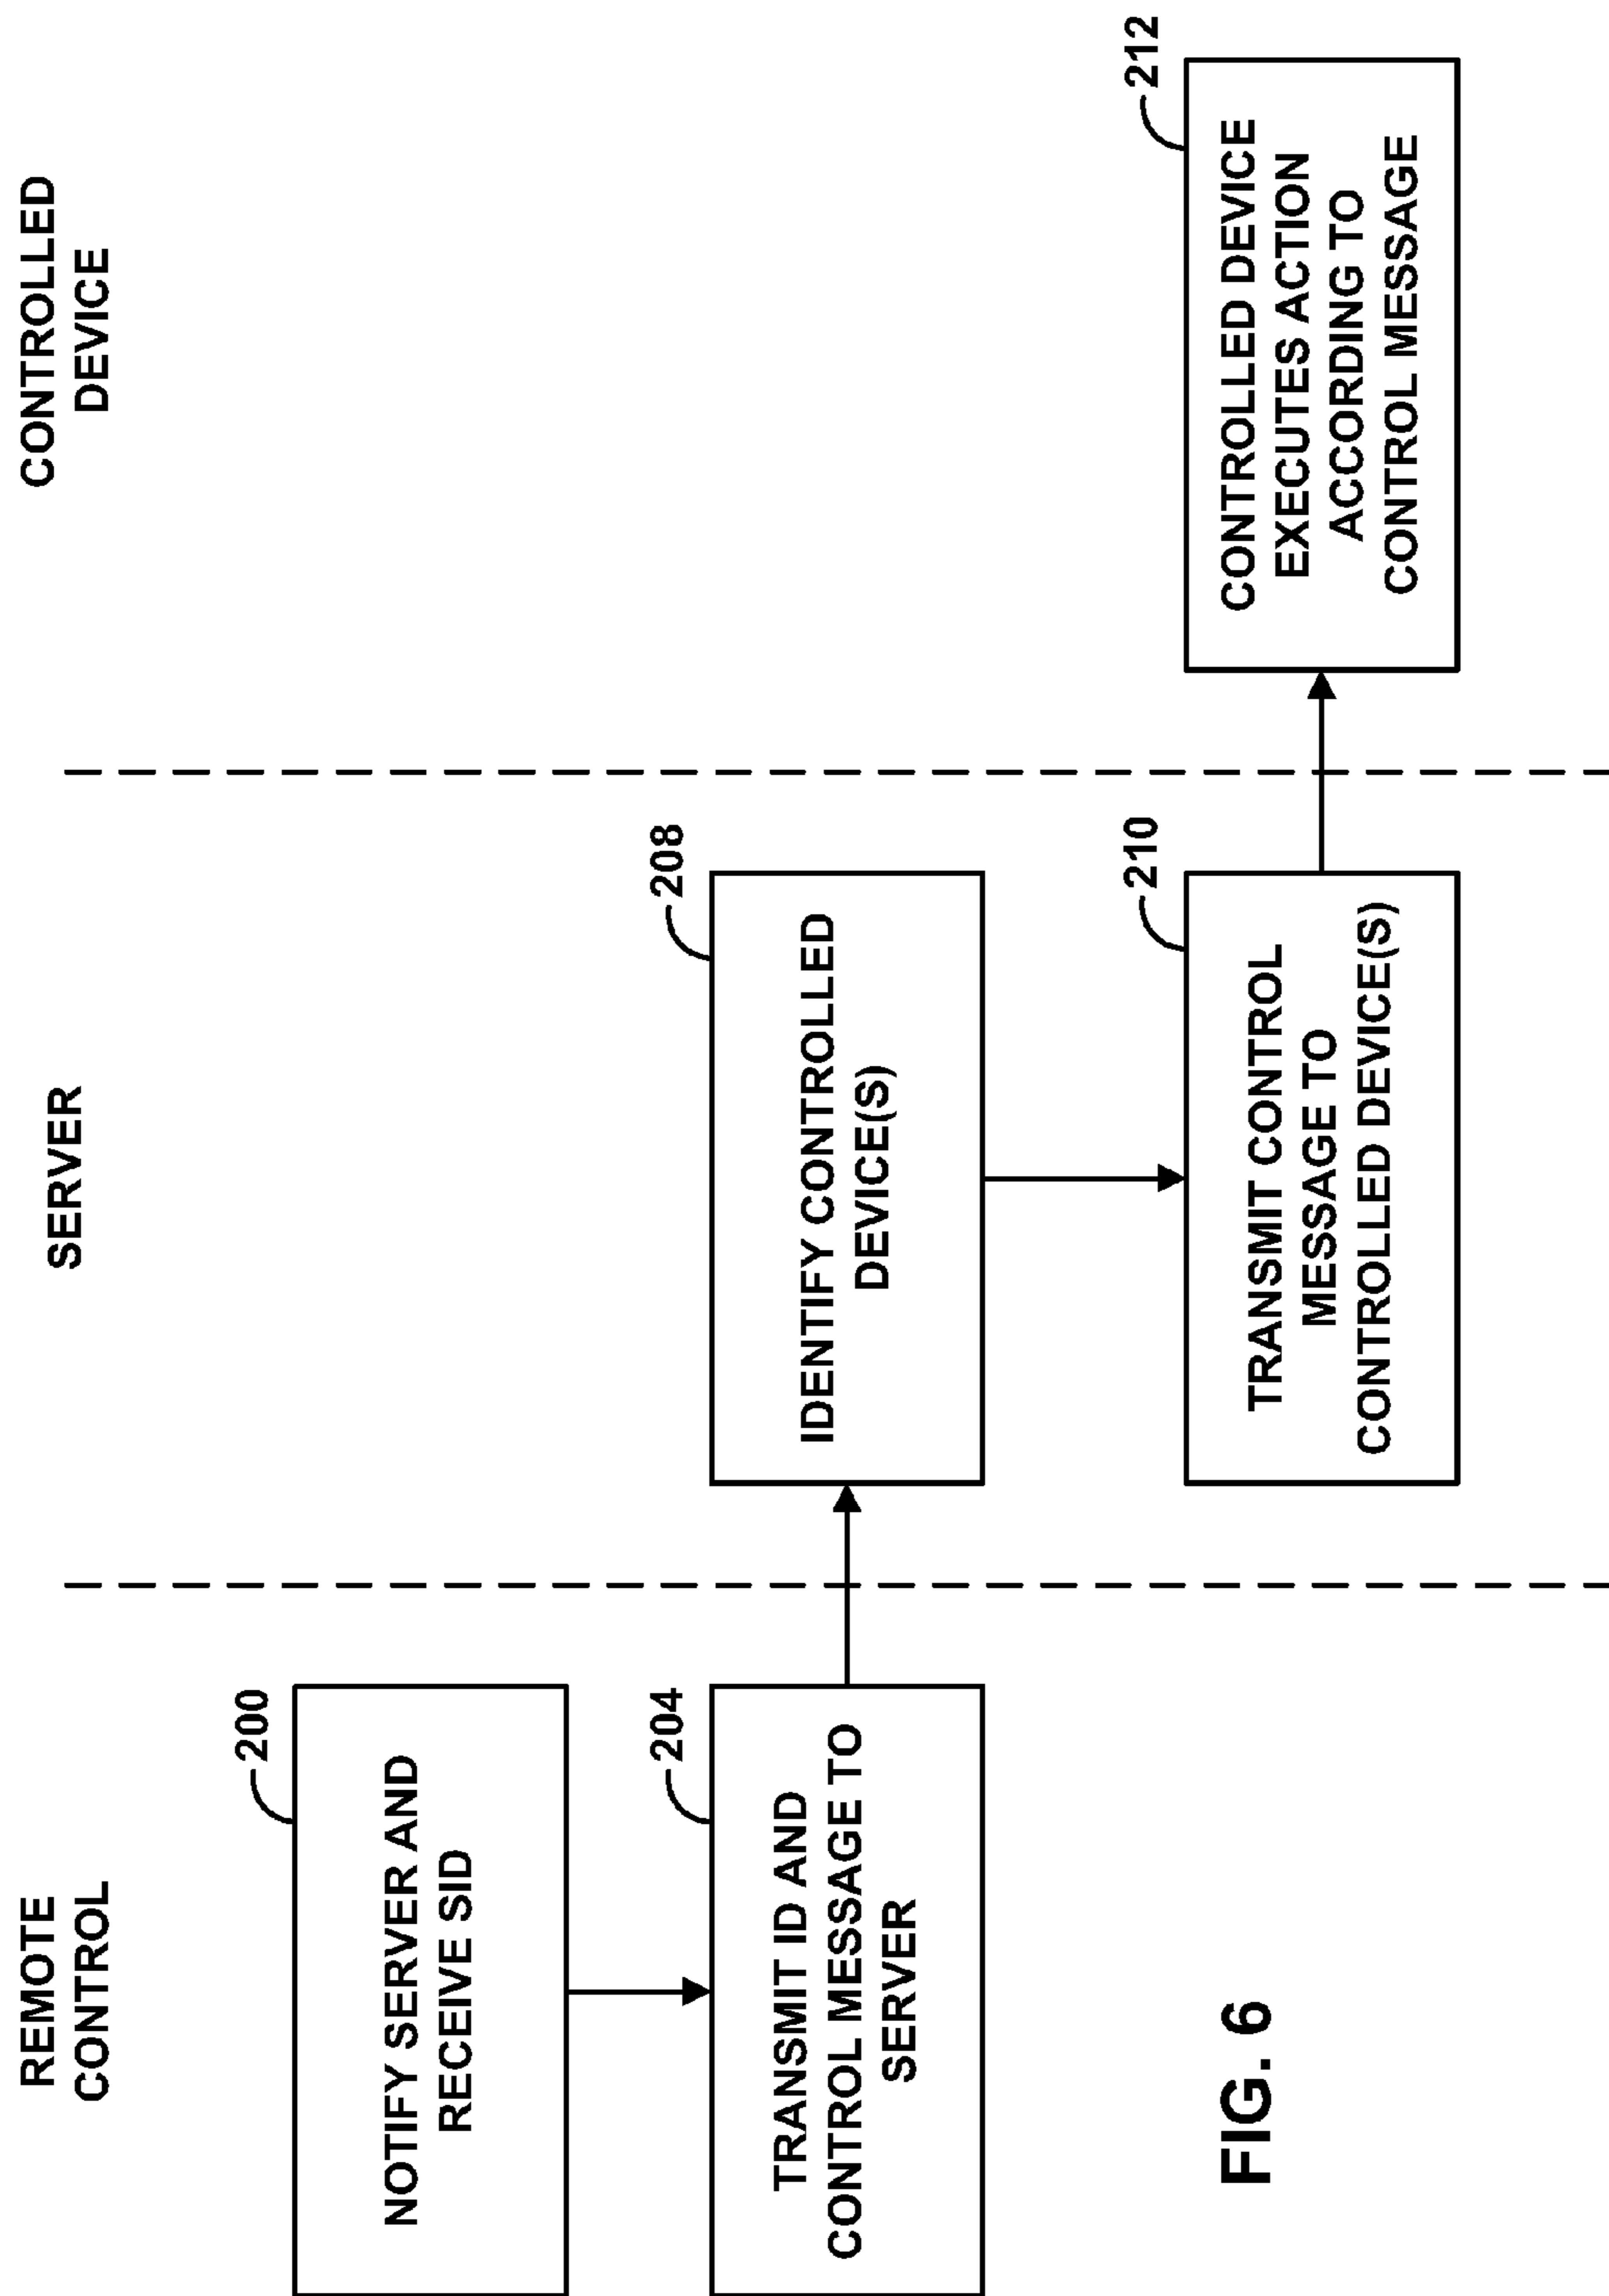 REMOTE
CONTROL
SERVER
CONTROLLED
DEVICE
200
NOTIFY SERVER AND
RECEIVE SID
204
TRANSMIT ID AND
CONTROL MESSAGE TO
SERVER
208
IDENTIFY CONTROLLED
DEVICE(S)
210
TRANSMIT CONTROL
MESSAGE TO
CONTROLLED DEVICE(S)
212
CONTROLLED DEVICE
EXECUTES ACTION
ACCORDING TO
CONTROL MESSAGE
FIG. 6